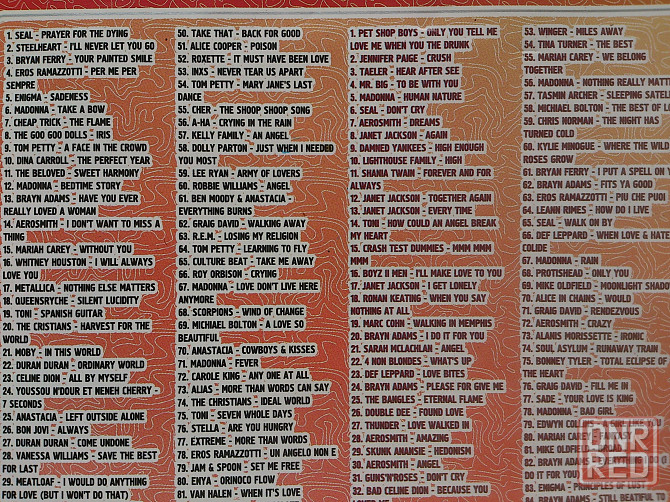 1. SEAL - PRAYER FOR THE DYING
2. STEELHEART - I'LL NEVER LET YOU GO
3. BRYAN FERRY - YOUR PAINTED SMILE
4. EROS RAMAZZOTTI - PER ME PER
SEMPRE
5. ENIGMA - SADENESS
6. MADONNA - TAKE A BOW
7. CHEAP TRICK - THE FLAME
8. THE GOO GOO DOLLS - IRIS
9. TOM PETTY - A FACE IN THE CROWD
10. DINA CARROLL - THE PERFECT YEAR
11. THE BELOVED - SWEET HARMONY
12. MADONNA - BEDTIME STORY
13. BRAYN ADAMS - HAVE YOU EVER
REALLY LOVED A WOMAN
14. AEROSMITH - I DON'T WANT TO MISS A
THING
15. MARIAH CAREY - WITHOUT YOU
16. WHITNEY HOUSTON - I WILL ALWAYS
LOVE YOU
17. METALLICA - NOTHING ELSE MATTERS
18. QUEENSRYCHE - SILENT LUCIDITY
19. TONI - SPANISH GUITAR
20. THE CRISTIANS - HARVEST FOR THE
WORLD
21. MOBY - IN THIS WORLD
22. DURAN DURAN - ORDINARY WORLD
23. CELINE DION - ALL BY MYSELF
24. YOUSSOU N'DOUR ET NENEH CHERRY -
7 SECONDS
25. ANASTACIA - LEFT OUTSIDE ALONE
26. BON JOVI - ALWAYS
27. DURAN DURAN - COME UNDONE
28. VANESSA WILLIAMS - SAVE THE BEST
FOR LAST
29. MEATLOAF - I WOULD DO ANYTHING
FOR LOVE (BUT I WON'T DO THAT)
50. TAKE THAT - BACK FOR GOOD
51. ALICE COOPER - POISON
52. ROXETTE - IT MUST HAVE BEEN LOVE
53. INXS - NEVER TEAR US APART
54. TOM PETTY - MARY JANE'S LAST
DANCE
55. CHER - THE SHOOP SHOOP SONG
56. A-HA - CRYING IN THE RAIN
57. KELLY FAMILY - AN ANGEL
58. DOLLY PARTON - JUST WHEN I NEEDED
YOU MOST
59. LEE RYAN - ARMY OF LOVERS
60. ROBBIE WILLIAMS - ANGEL
61. BEN MOODY & ANASTACIA -
EVERYTHING BURNS
62. GRAIG DAVID - WALKING AWAY
63. R.E.M. - LOSING MY RELIGION
64. TOM PETTY - LEARNING TO FLY
65. CULTURE BEAT - TAKE ME AWAY
66. ROY ORBISON - CRYING
67. MADONNA - LOVE DON'T LIVE HERE
ANYMORE
68. SCORPIONS - WIND OF CHANGE
69. MICHAEL BOLTON - A LOVE SO
BEAUTIFUL
70. ANASTACIA - COWBOYS & KISSES
71. MADONNA - FEVER
72. CAROLE KING - ANY ONE AT ALL
73. ALIAS - MORE THAN WORDS CAN SAY
74. THE CHRISTIANS - IDEAL WORLD
75. TONI - SEVEN WHOLE DAYS
76. STELLA - ARE YOU HUNGRY
77. EXTREME - MORE THAN WORDS
78. EROS RAMAZZOTTI - UN ANGELO NON E
79. JAM & SPOON - SET ME FREE
80. ENYA - ORINOCO FLOW
81. VAN HALEN - WHEN IT'S LOVE
1. PET SHOP BOYS - ONLY YOU TELL ME
LOVE ME WHEN YOU THE DRUNK
2. JENNIFER PAIGE - CRUSH
3. TAELER - HEAR AFTER SEE
4. MR. BIG - TO BE WITH YOU
5. MADONNA - HUMAN NATURE
6. SEAL - DON'T CRY
7. AEROSMITH - DREAMS
8. JANET JACKSON - AGAIN
9. DAMNED YANKEES - HIGH ENOUGH
10. LIGHTHOUSE FAMILY - HIGH
11. SHANIA TWAIN - FOREVER AND FOR
ALWAYS
12. JANET JACKSON - TOGETHER AGAIN
13. JANET JACKSON - EVERY TIME
14. TONI - HOW COULD AN ANGEL BREAK
MY HEART
15. CRASH TEST DUMMIES - MMM MMM
MMM
16. BOYZ II MEN - I'LL MAKE LOVE TO YOU
17. JANET JACKSON - I GET LONELY
18. RONAN KEATING - WHEN YOU SAY
NOTHING AT ALL
19. MARC COHN - WALKING IN MEMPHIS
20. BRAYN ADAMS - I DO IT FOR YOU
21. SARAH MCLACHLAN - ANGEL
22. 4 NON BLONDES - WHAT'S UP
23. DEF LEPPARD - LOVE BITES
24. BRAYN ADAMS - PLEASE FOR GIVE ME
25. THE BANGLES - ETERNAL FLAME
26. DOUBLE DEE - FOUND LOVE
27. THUNDER - LOVE WALKED IN
28. AEROSMITH - AMAZING
29. SKUNK ANANSIE - HEDONISM
30. AEROSMITH - ANGEL
31. GUNS'N'ROSES - DON'T CRY
32. BAD CELINE DION - BECAUSE YOU
53. WINGER - MILES AWAY
54. TINA TURNER - THE BEST
55. MARIAH CAREY - WE BELONG
TOGETHER
56. MADONNA - NOTHING REALLY
57. TASMIN ARCHER - SLEEPING
58. MICHAEL BOLTON - THE BEST OF
59. CHRIS NORMAN - THE NIGHT HAS
TURNED COLD
60. KYLIE MINOGUE - WHERE THE WILD
ROSES GROW
61. BRYAN FERRY - I PUT A SPELL ON
62. BRAYN ADAMS - FITS YA GOOD
63. EROS RAMAZZOTTI - PIU CHE PUOI
64. LEANN RIMES - HOW DO I LIVE
65. SEAL - WALK ON BY
66. DEF LEPPARD - WHEN LOVE &
COLIDE
67. MADONNA - RAIN
68. PROTISHEAD - ONLY YOU
69. MIKE OLDFIELD - MOONLIGHT
70. ALICE IN CHAINS - WOULD
71. GRAIG DAVID - RENDEZVOUS
72. AEROSMITH - CRAZY
73. ALANIS MORESSETTE - IRONIC
74. SOUL ASYLUM - RUNAWAY TRAIN
75. BONNEY TYLER - TOTAL ECLIPSE OF
THE HEART
76. GRAIG DAVID - FILL ME IN
77. SADE - YOUR LOVE IS KING
78. MADONNA - BAD GIRL
79. EDWYN
80. MARIAH CAREY
81. MIKE OLDFIELD
82. BRAYN ADAMS
DO IT FOR YOU)
81. ENIGMA - PRINCIPLES OF LUST
BRAYN ADAMS - STILL
DNR
RED